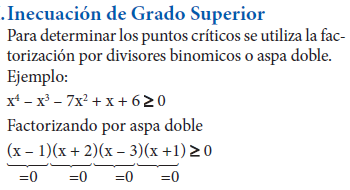 .Inecuación de Grado Superior
Para determinar los puntos críticos se utiliza la fac-
torización por divisores binomicos o aspa doble.
Ejemplo:
x⁴ – x³ – 7x² + x + 6 ≥ 0
Factorizando por aspa doble
(x – 1)(x + 2)(x – 3)(x +1) ≥ 0
=0 =0 =0 =0